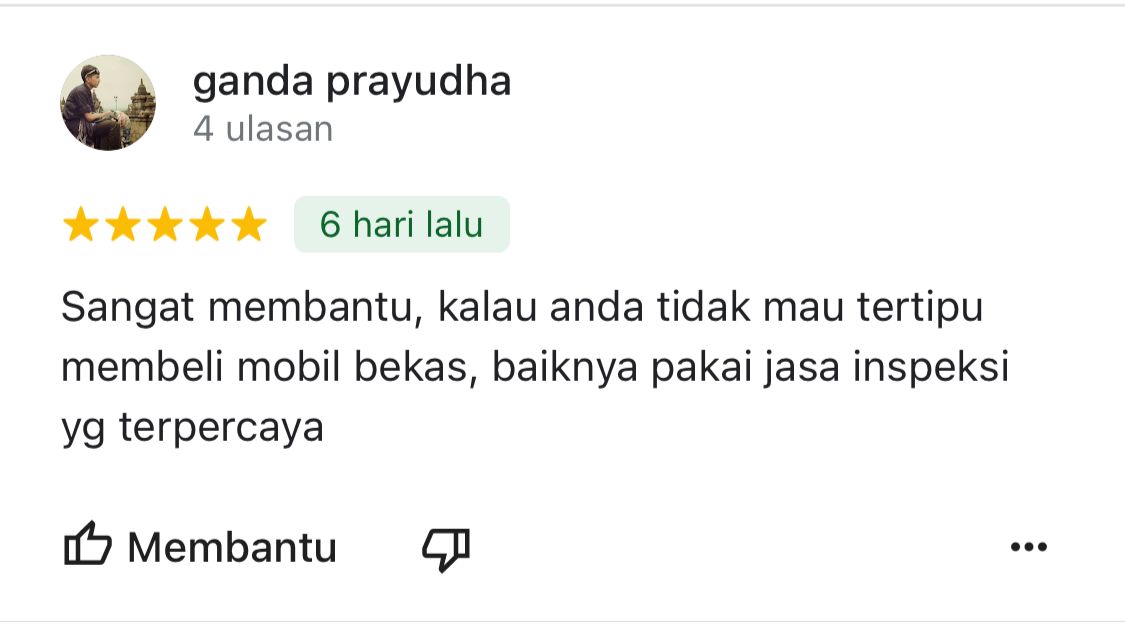 ganda prayudha
4 ulasan
6 hari lalu
Sangat membantu, kalau anda tidak mau tertipu
membeli mobil bekas, baiknya pakai jasa inspeksi
yg terpercaya
Membantu